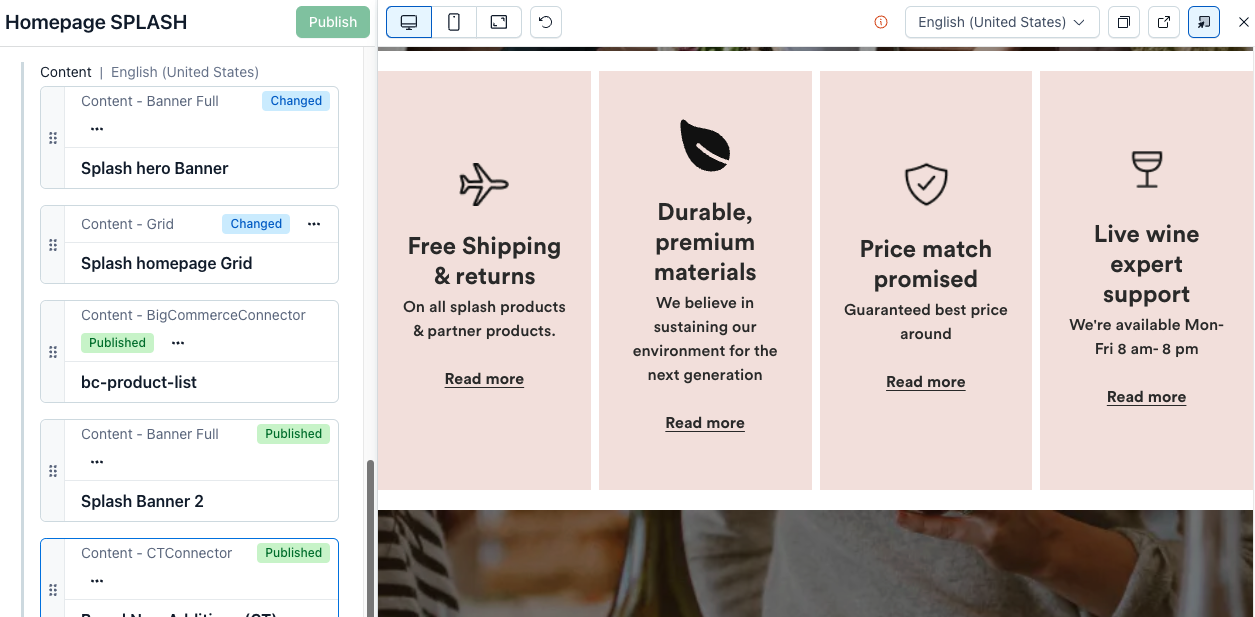 Homepage SPLASH
Publish
English (United States)
Content | English (United States)
Content - Banner Full
Changed
Splash hero Banner
Content - Grid
Changed
Splash homepage Grid
Content - BigCommerceConnector
Published
bc-product-list
Content - Banner Full
Published
Splash Banner 2
Content - CTConnector
Published
Free Shipping
& returns
On all splash products
& partner products.
Read more
Durable,
premium
materials
We believe in
sustaining our
environment for the
next generation
Read more
Price match
promised
Guaranteed best price
around
Read more
Live wine
expert
support
We're available Mon-
Fri 8 am- 8 pm
Read more